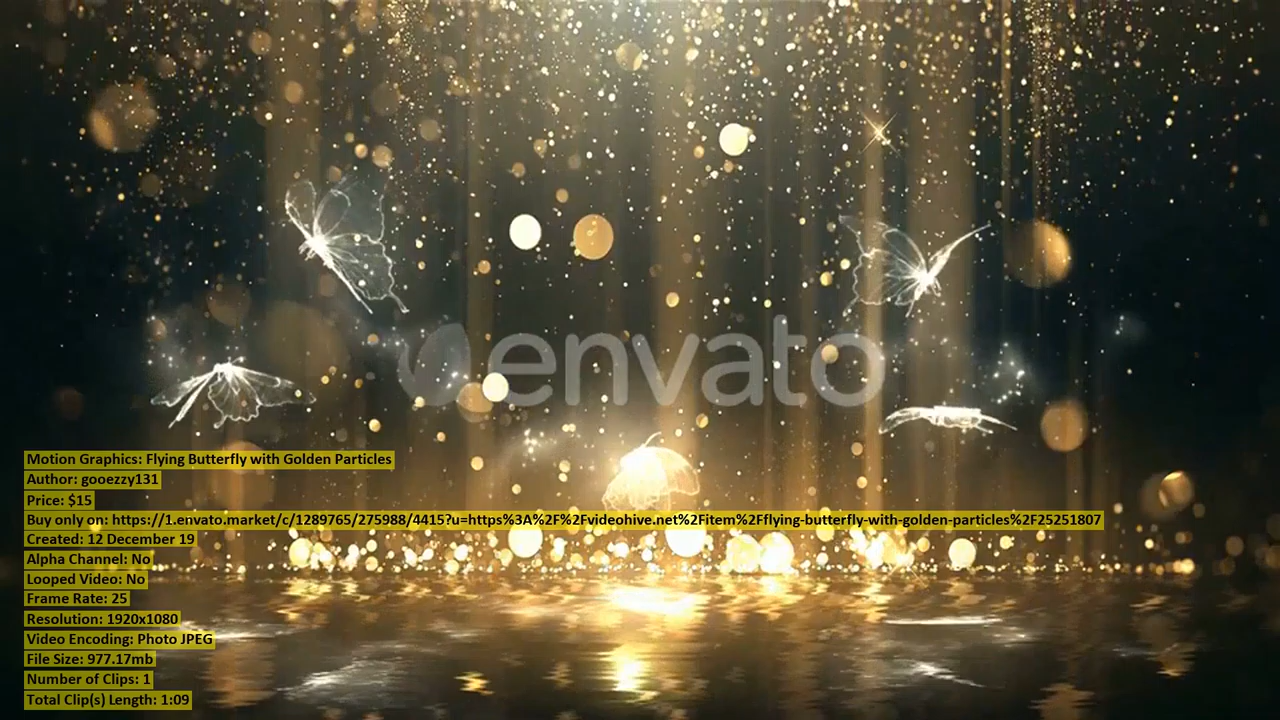 envato
Motion Graphics: Flying Butterfly with Golden Particles
Author: gooezzy131
Price: $15
Buy only on: https://1.envato.market/c/1289765/275988/4415?u=https%3A%2F%2Fvideohive.net%2Fitem%2Fflying-butterfly-with-golden-particles%2F25251807
Created: 12 December 19
Alpha Channel: No
Looped Video: No
Frame Rate: 25
Resolution: 1920x1080
Video Encoding: Photo JPEG
File Size: 977.17mb
Number of Clips: 1
Total Clip(s) Length: 1:09